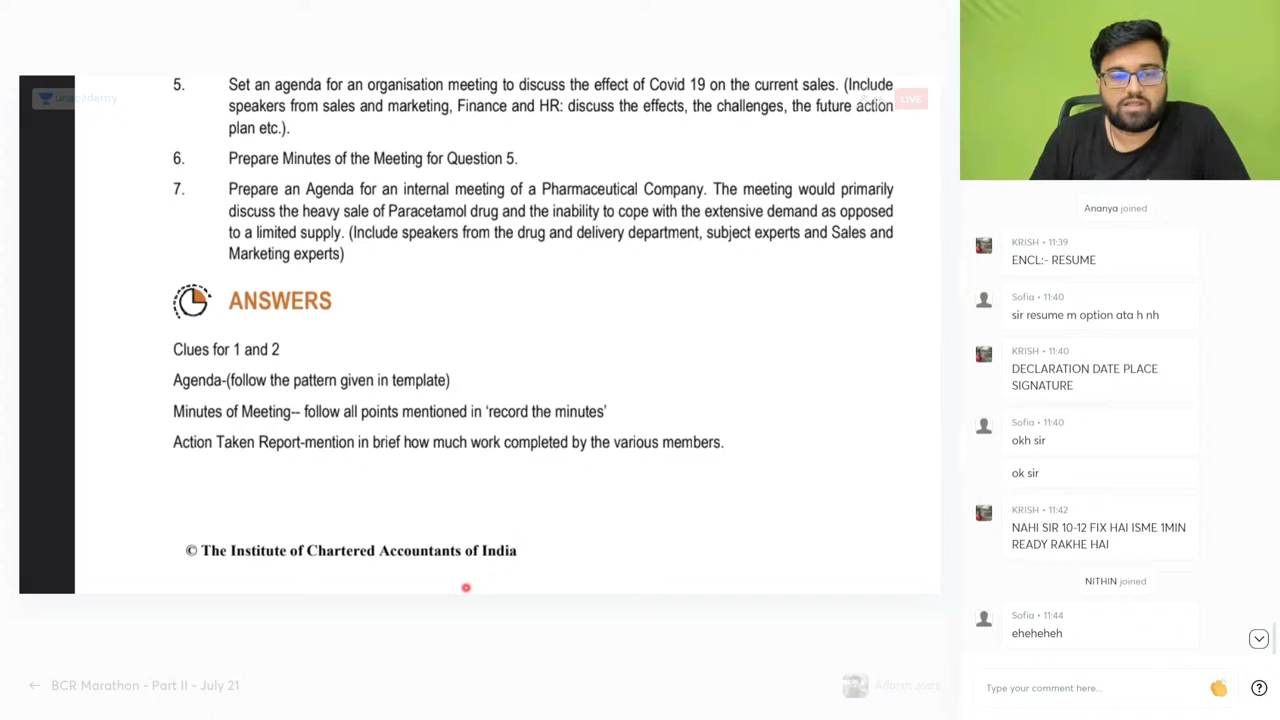 5. Set an agenda for an organisation meeting to discuss the effect of Covid 19 on the current sales. (Include
speakers from sales and marketing, Finance and HR: discuss the effects, the challenges, the future action
plan etc.).
6. Prepare Minutes of the Meeting for Question 5.
7. Prepare an Agenda for an internal meeting of a Pharmaceutical Company. The meeting would primarily
discuss the heavy sale of Paracetamol drug and the inability to cope with the extensive demand as opposed
to a limited supply. (Include speakers from the drug and delivery department, subject experts and Sales and
Marketing experts)
ANSWERS
Clues for 1 and 2
Agenda-(follow the pattern given in template)
Minutes of Meeting-- follow all points mentioned in ‘record the minutes’
Action Taken Report-mention in brief how much work completed by the various members.
© The Institute of Chartered Accountants of India
unacademy
LIVE
BCR Marathon - Part II - July 21
Ananya joined
KRISH • 11:39
ENCL:- RESUME
Sofia • 11:40
sir resume m option ata h nh
KRISH • 11:40
DECLARATION DATE PLACE
SIGNATURE
Sofia • 11:40
okh sir
ok sir
KRISH • 11:42
NAHI SIR 10-12 FIX HAI ISME 1MIN
READY RAKHE HAI
NITHIN joined
Sofia • 11:44
eheheheh
Type your comment here...